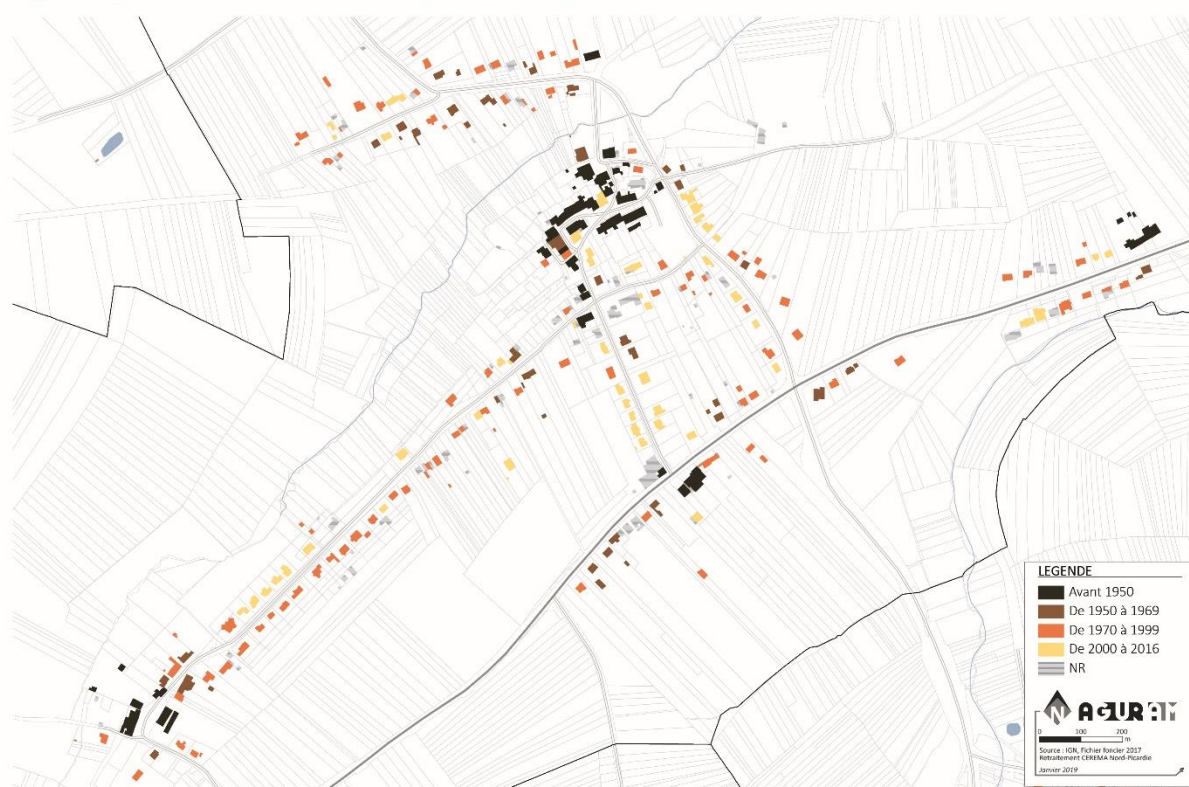 LEGENDE
Avant 1950
De 1950 à 1969
De 1970 à 1999
De 2000 à 2016
NR
N AGURAM
0 100 200
m
Source : IGN, Fichier foncier 2017
Retraitement CEREMA Nord-Picardie
Janvier 2019